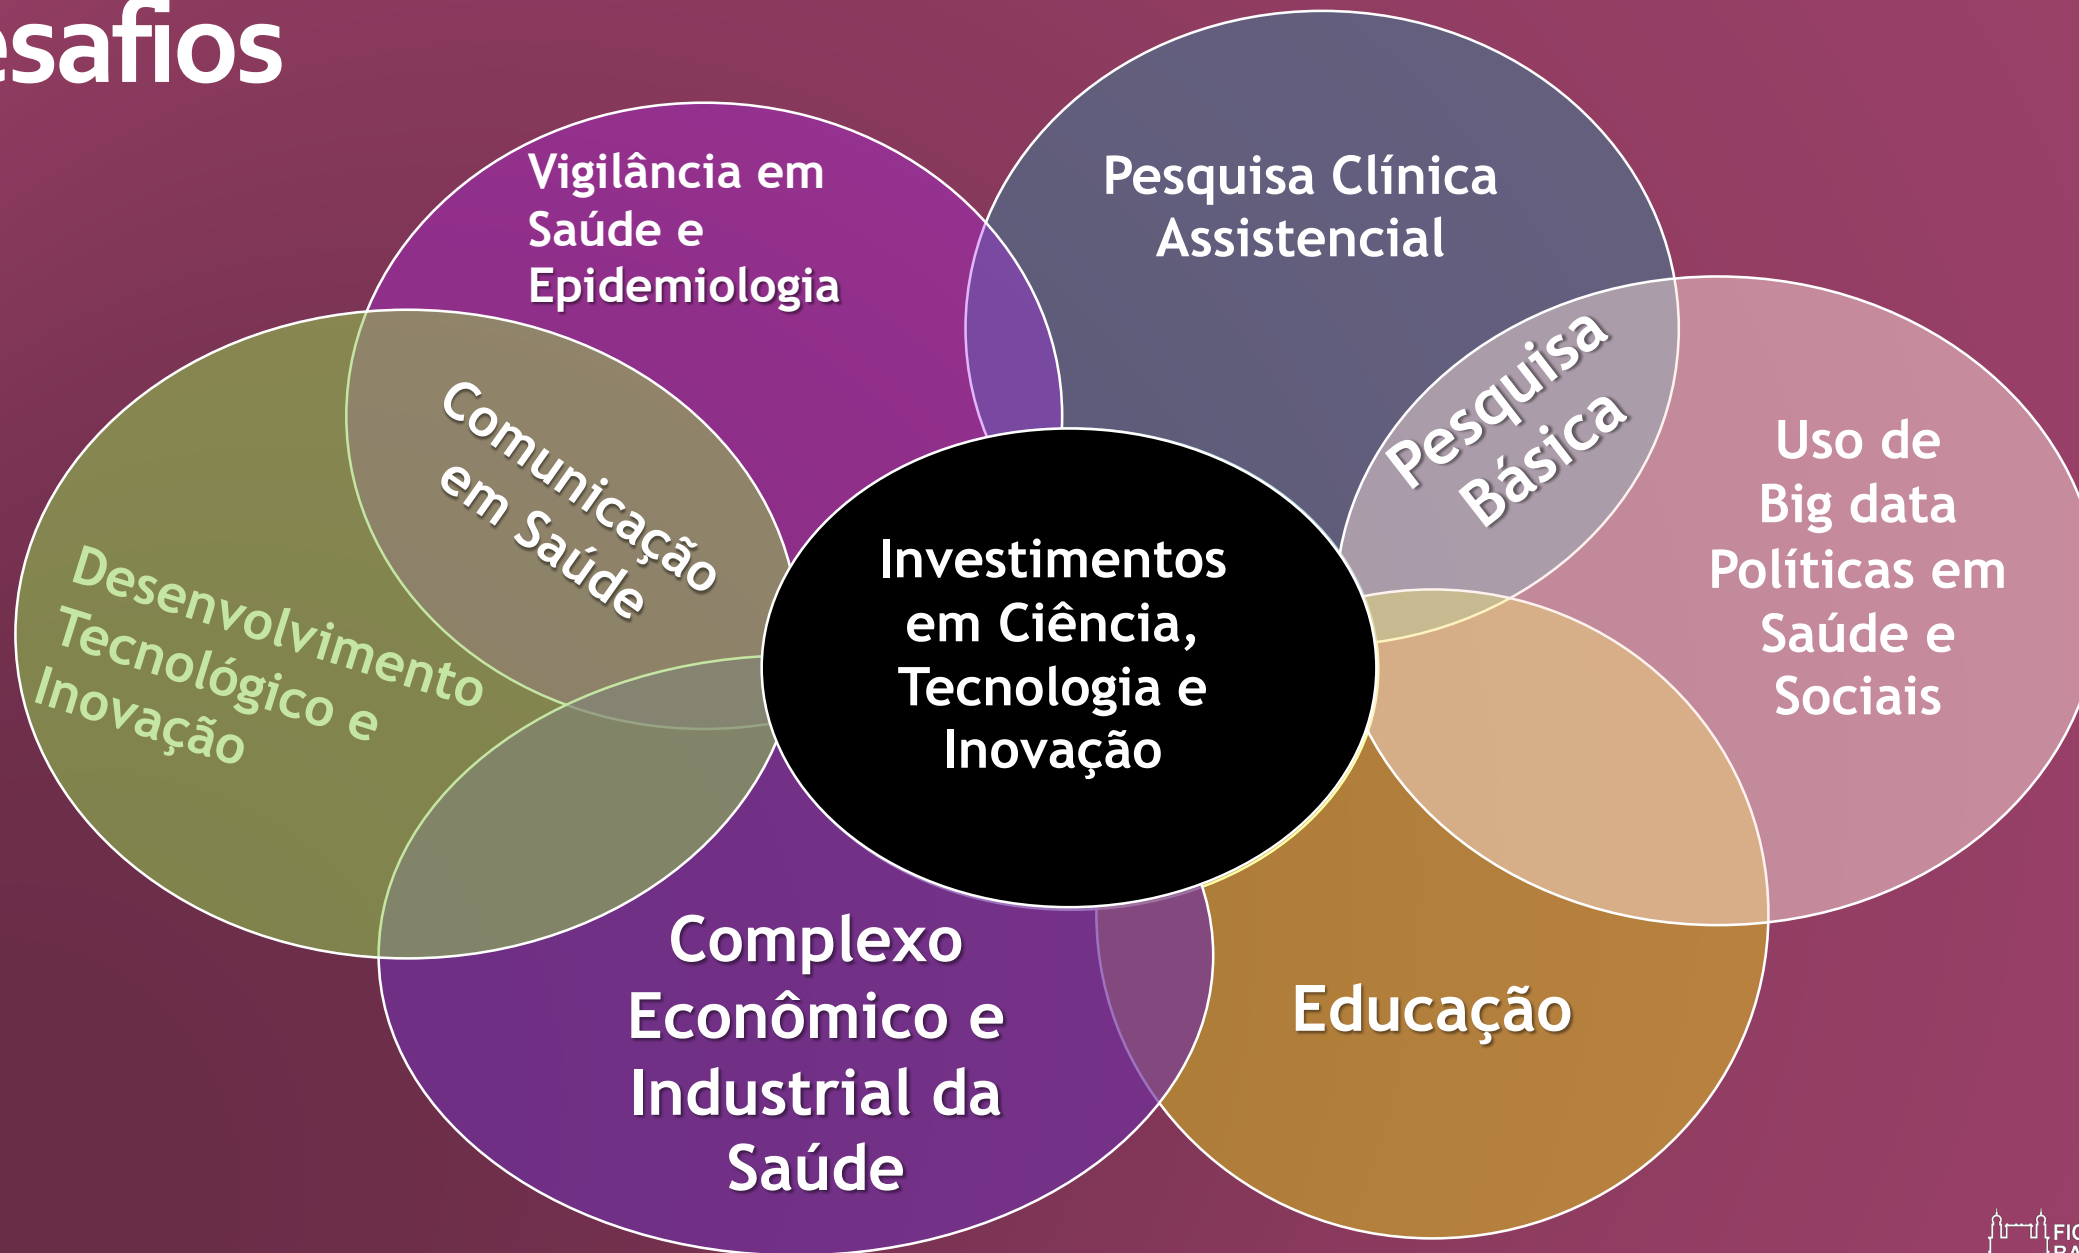 esafios
Vigilância em
Saúde e
Epidemiologia
Pesquisa Clínica
Assistencial
Comunicação
em Saúde
Pesquisa
Básica
Uso de
Big data
Políticas em
Saúde e
Sociais
Desenvolvimento
Tecnológico e
Inovação
Investimentos
em Ciência,
Tecnologia e
Inovação
Complexo
Econômico e
Industrial da
Saúde
Educação